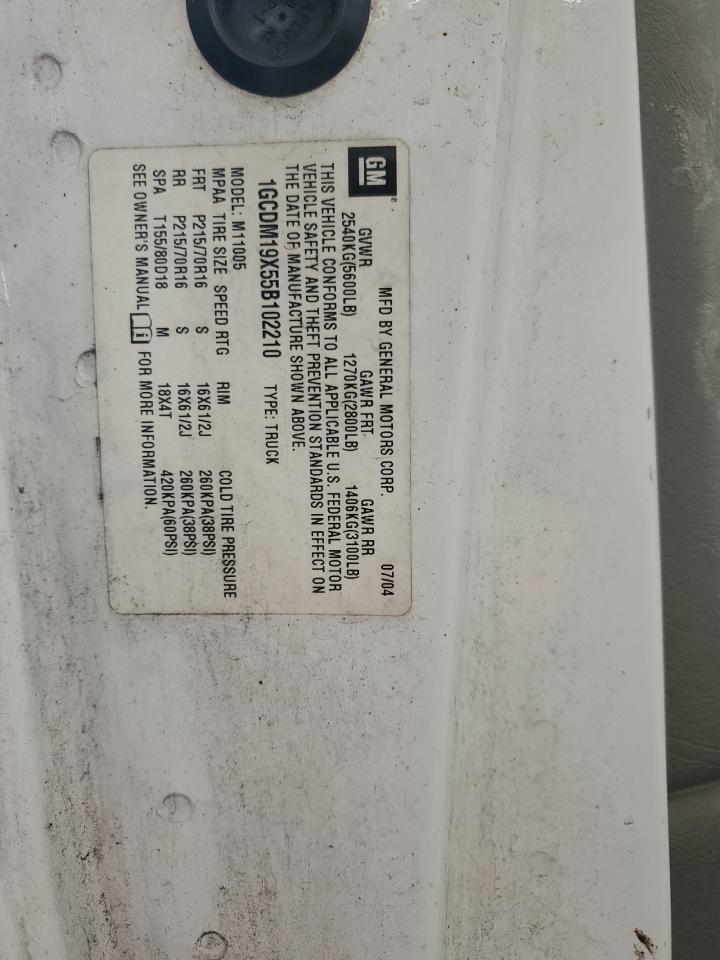 GM
MFD BY GENERAL MOTORS CORP. 07/04
GVWR GAWR FRT. GAWR RR
2540KG(5600LB) 1270KG(2800LB) 1406KG(3100LB)
THIS VEHICLE CONFORMS TO ALL APPLICABLE U.S. FEDERAL MOTOR
VEHICLE SAFETY AND THEFT PREVENTION STANDARDS IN EFFECT ON
THE DATE OF MANUFACTURE SHOWN ABOVE.
1GCDM19X55B102210 TYPE: TRUCK
MODEL: M11005
MPAA TIRE SIZE SPEED RTG RIM COLD TIRE PRESSURE
FRT P215/70R16 S 16X61/2J 260KPA(38PSI)
RR P215/70R16 S 16X61/2J 260KPA(38PSI)
SPA T155/80D18 M 18X4T 420KPA(60PSI)
SEE OWNER'S MANUAL FOR MORE INFORMATION.